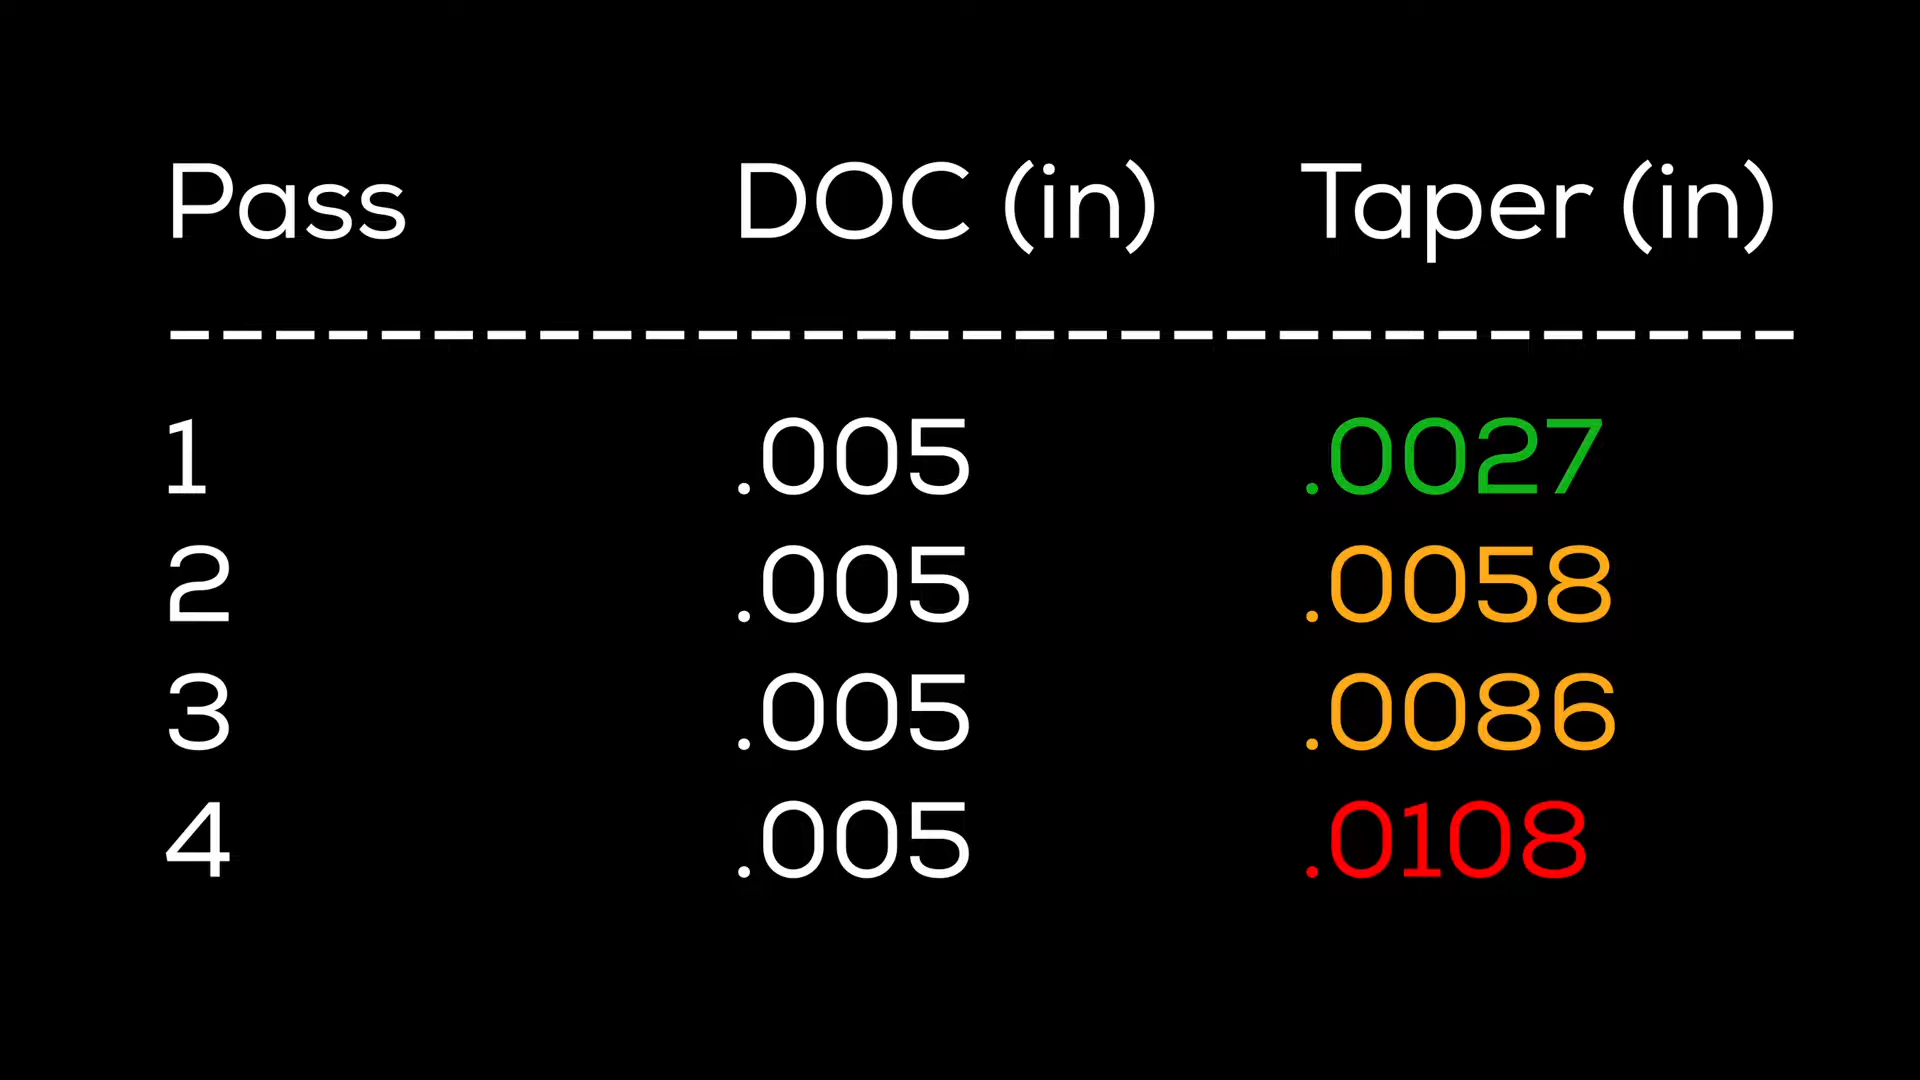 Pass DOC (in) Taper (in)
1 .005 .0027
2 .005 .0058
3 .005 .0086
4 .005 .0108